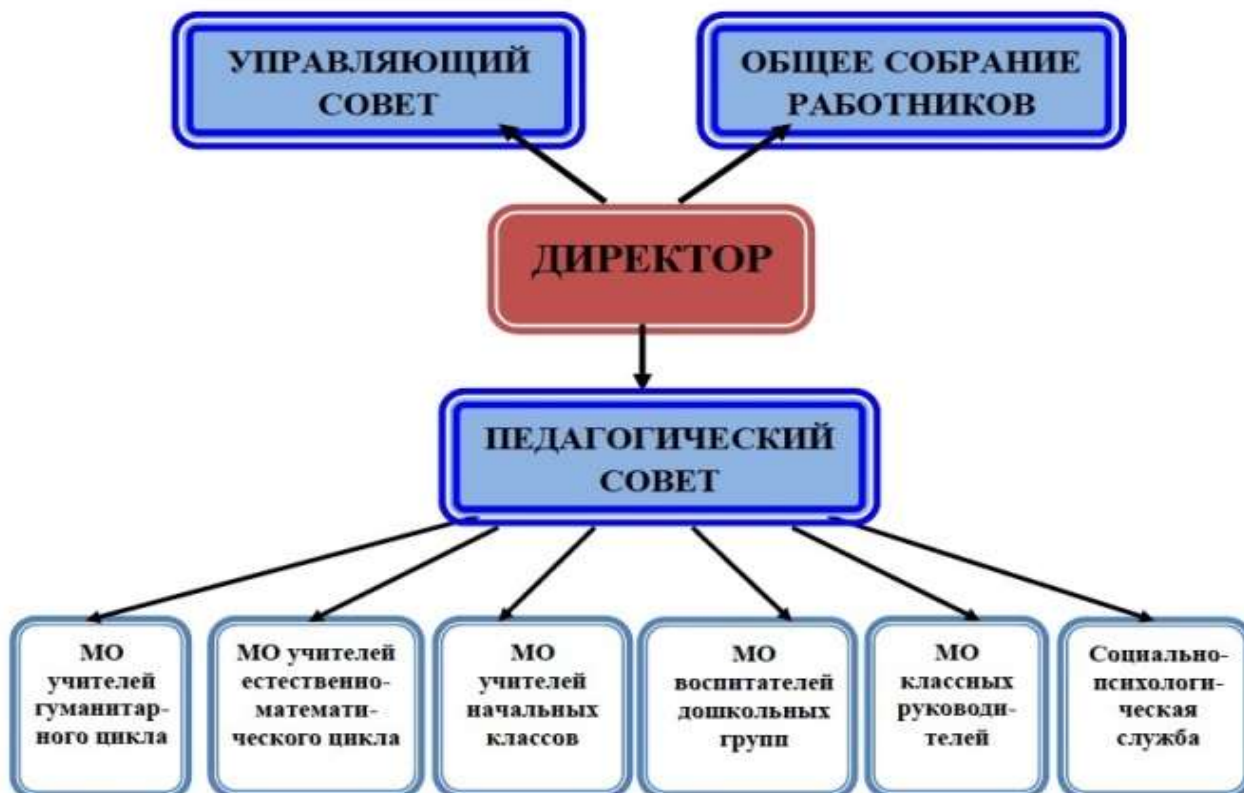 УПРАВЛЯЮЩИЙ
СОВЕТ
ОБЩЕЕ СОБРАНИЕ
РАБОТНИКОВ
ДИРЕКТОР
ПЕДАГОГИЧЕСКИЙ
СОВЕТ
МО
учителей
гуманитар-
ного цикла
МО учителей
естественно-
математи-
ческого цикла
МО
учителей
начальных
классов
МО
воспитателей
дошкольных
групп
МО
классных
руководи-
телей
Социально-
психологи-
ческая
служба